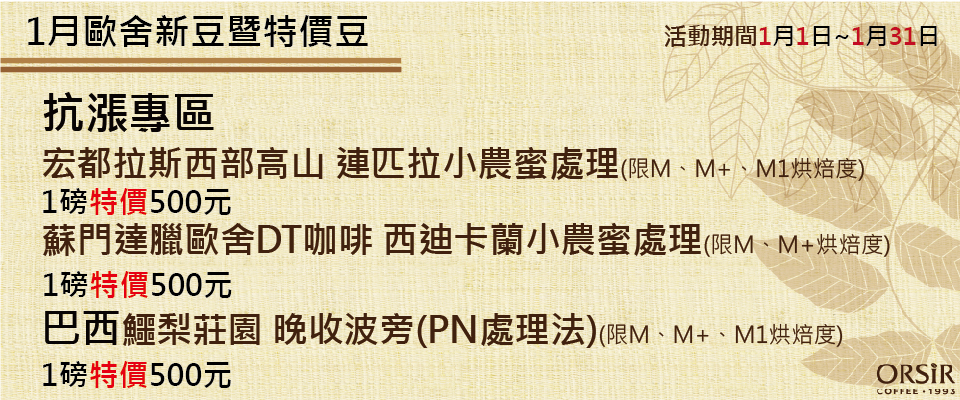 1月歐舍新豆暨特價豆
活動期間1月1日~1月31日
抗漲專區
宏都拉斯西部高山 連匹拉小農蜜處理(限M、M+、M1烘焙度)
1磅特價500元
蘇門達臘歐舍DT咖啡 西迪卡蘭小農蜜處理(限M、M+烘焙度)
1磅特價500元
巴西鱷梨莊園 晚收波旁(PN處理法)(限M、M+、M1烘焙度)
1磅特價500元
ORSiR
COFFEE・1993